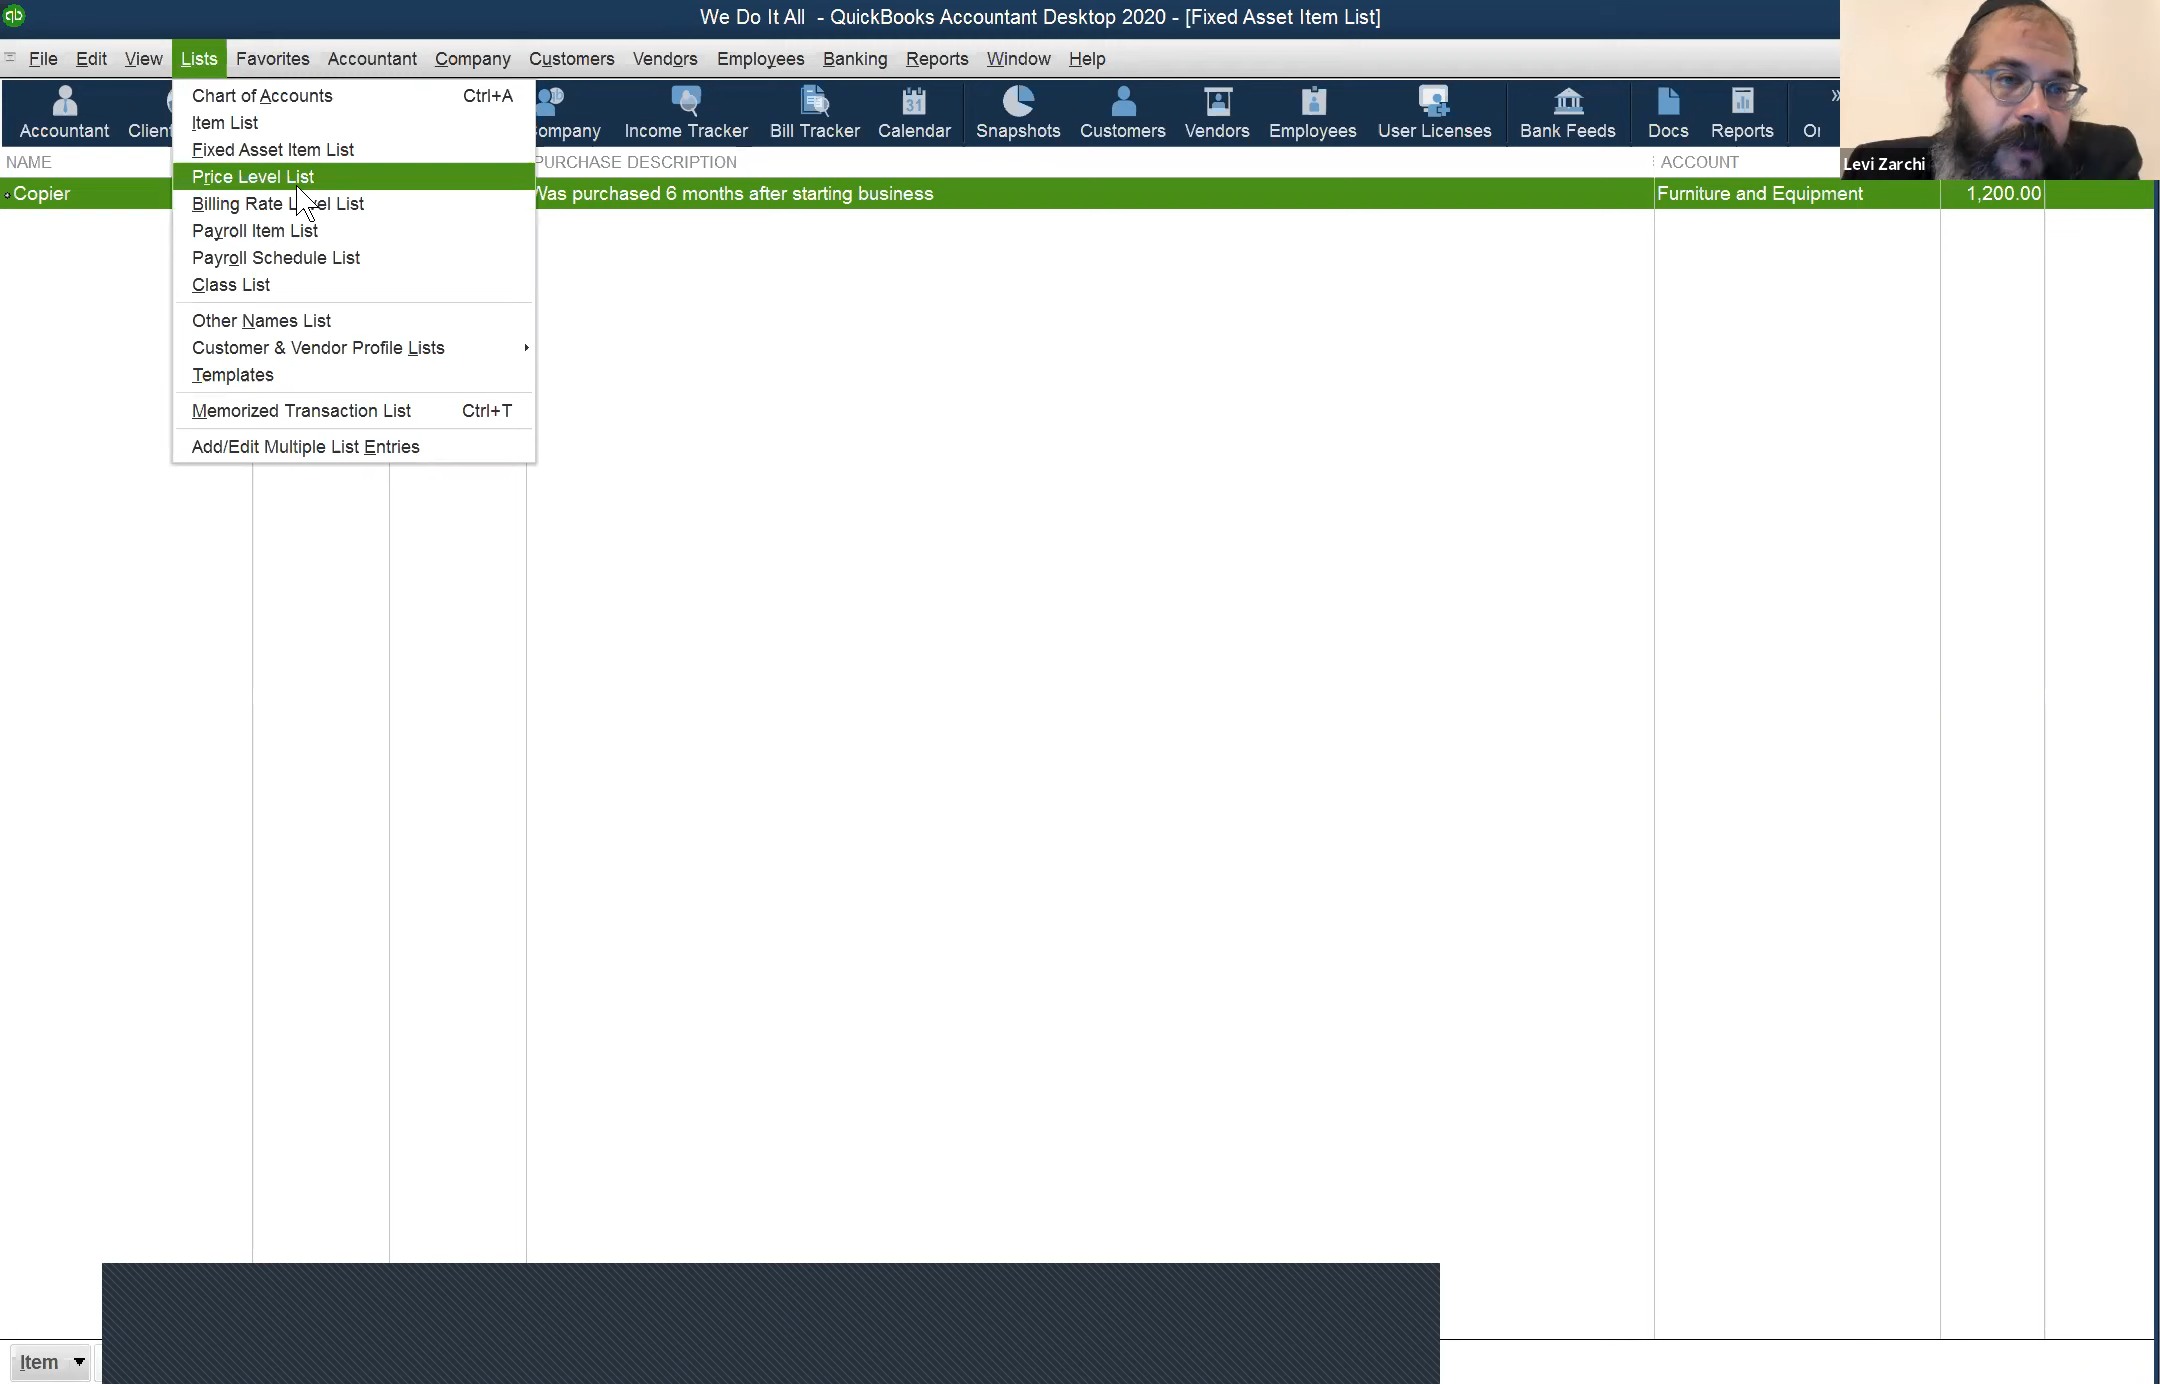 We Do It All - QuickBooks Accountant Desktop 2020 - [Fixed Asset Item List]
File Edit View Lists Favorites Accountant Company Customers Vendors Employees Banking Reports Window Help
Accountant Client ompany Income Tracker Bill Tracker 31 Calendar Snapshots Customers Vendors Employees User Licenses Bank Feeds Docs Reports
Chart of Accounts Ctrl+A
Item List
Fixed Asset Item List
Price Level List
Billing Rate Level List
Payroll Item List
Payroll Schedule List
Class List
Other Names List
Customer & Vendor Profile Lists
Templates
Memorized Transaction List Ctrl+T
Add/Edit Multiple List Entries
NAME PURCHASE DESCRIPTION ACCOUNT
Copier Was purchased 6 months after starting business Furniture and Equipment 1,200.00
Levi Zarchi
Item